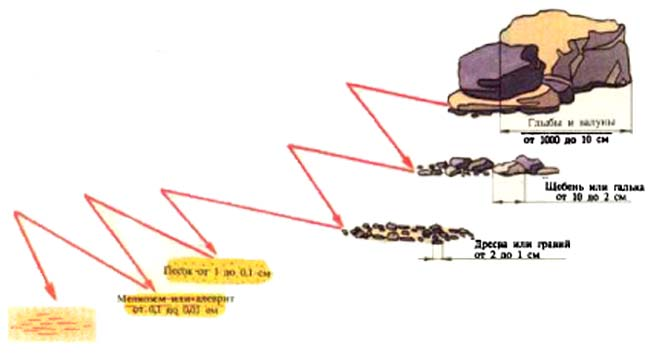 Глыбы и валуны
от 1000 до 10 см
Щебень или галька
от 10 до 2 см
Дресва или гравий
от 2 до 1 см
Песок от 1 до 0,1 см
Мелкозем или алеврит
от 0,1 до 0,01 см